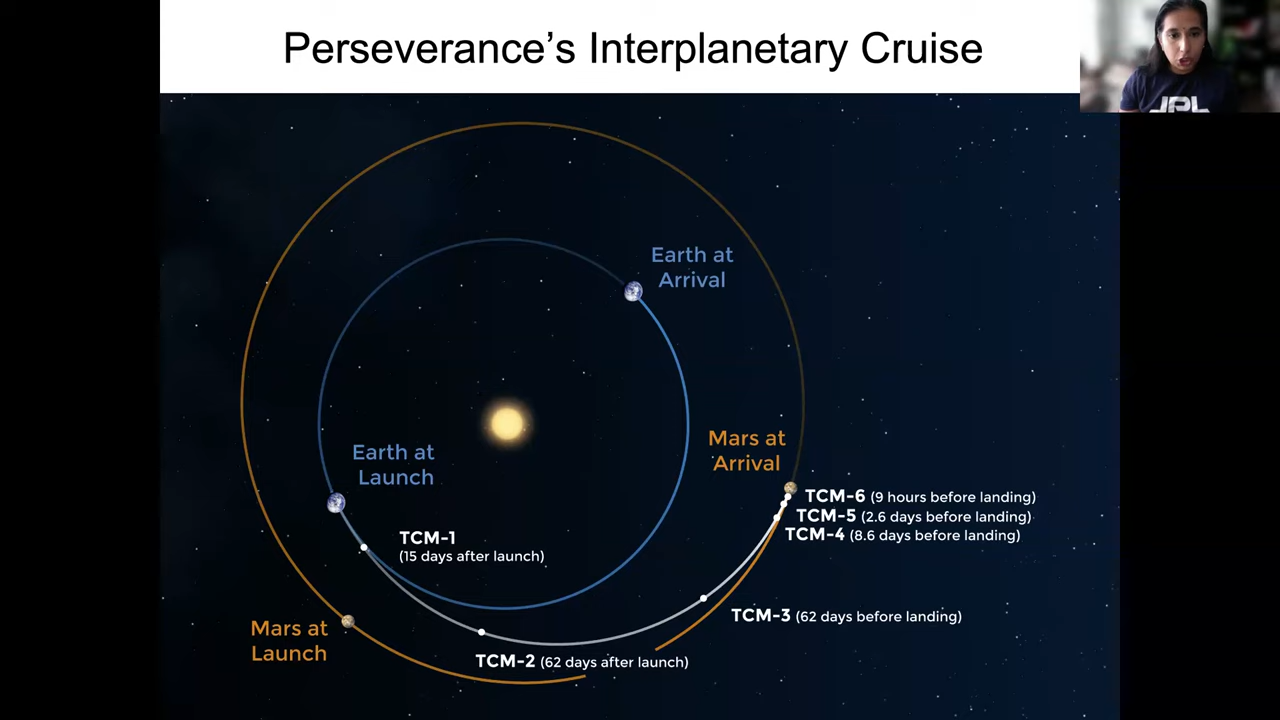 Perseverance’s Interplanetary Cruise
JPL
Earth at
Arrival
Mars at
Arrival
Earth at
Launch
TCM-6 (9 hours before landing)
TCM-5 (2.6 days before landing)
TCM-4 (8.6 days before landing)
TCM-1
(15 days after launch)
TCM-3 (62 days before landing)
Mars at
Launch
TCM-2 (62 days after launch)